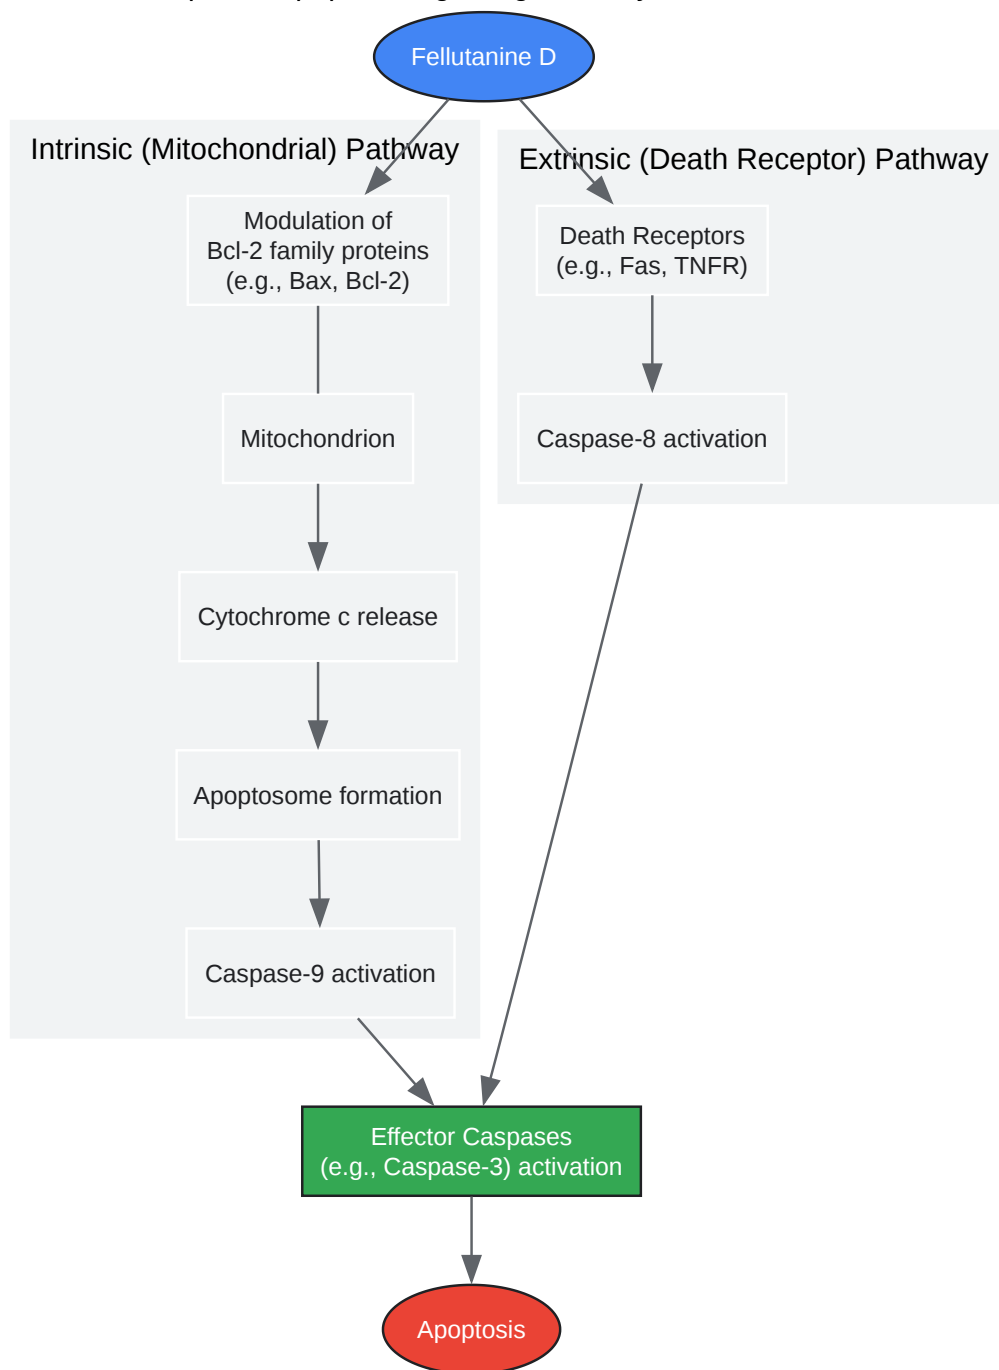 Fellutanine D
Intrinsic (Mitochondrial) Pathway
Extrinsic (Death Receptor) Pathway
Modulation of
Bcl-2 family proteins
(e.g., Bax, Bcl-2)
Death Receptors
(e.g., Fas, TNFR)
Mitochondrion
Caspase-8 activation
Cytochrome c release
Apoptosome formation
Caspase-9 activation
Effector Caspases
(e.g., Caspase-3) activation
Apoptosis